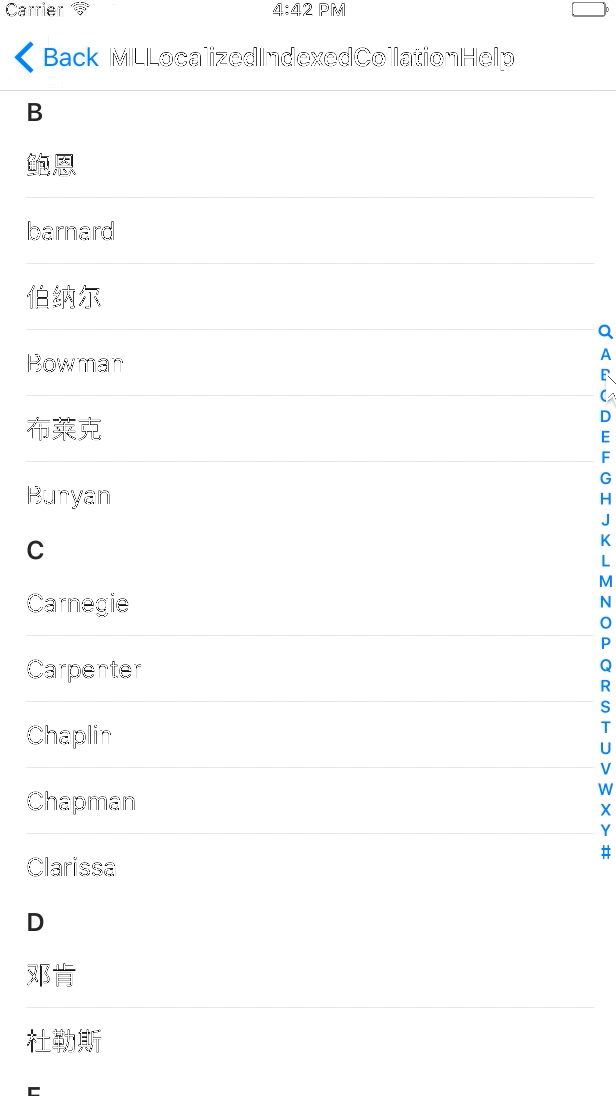 Carrier 4:42 PM
Back MLLocalizedIndexedCollationHelp
B
鲍恩
barnard
伯纳尔
Bowman
布莱克
Bunyan
C
Carnegie
Carpenter
Chaplin
Chapman
Clarissa
D
邓肯
杜勒斯
A
B
C
D
E
F
G
H
J
K
L
M
N
O
P
Q
R
S
T
U
V
W
X
Y
#